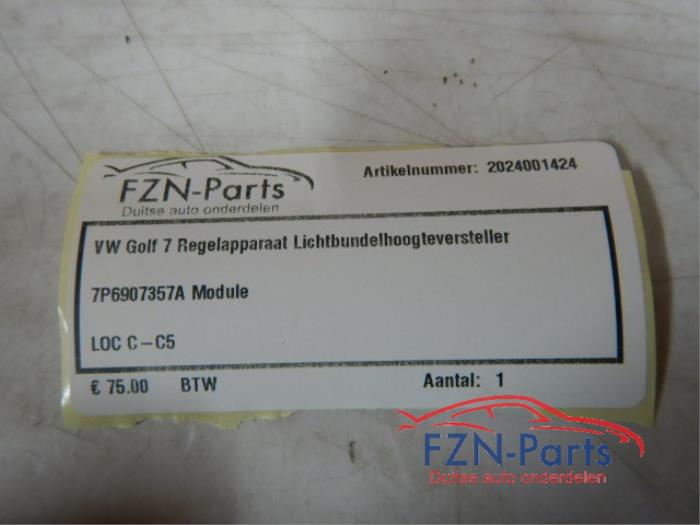 FZN-Parts
Duitse auto onderdelen
Artikelnummer: 2024001424
VW Golf 7 Regelapparaat Lichtbundelhoogteversteller
7P6907357A Module
LOC C-C5
€ 75.00 BTW Aantal: 1
FZN-Parts
Duitse auto onderdelen